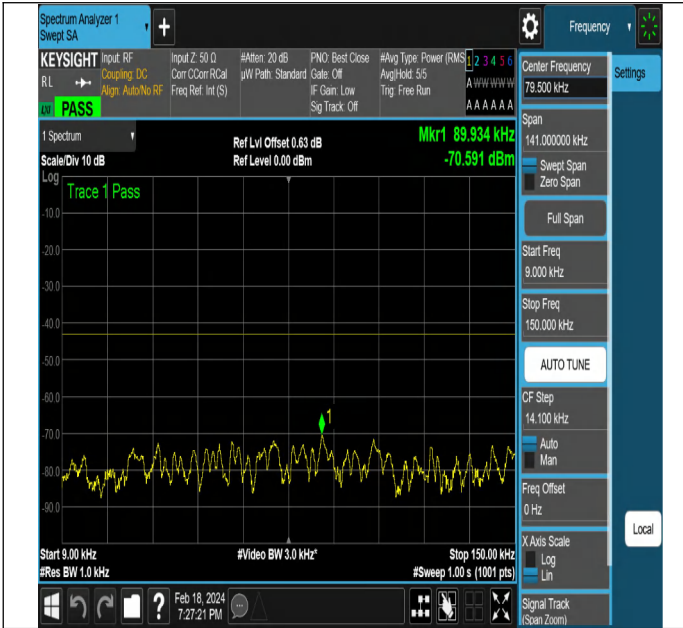 Spectrum Analyzer 1
Swept SA
+
Frequency
KEYSIGHT
RL
LXI
PASS
Input: RF
Coupling: DC
Align: Auto/No RF
Input Z: 50 Ω
Corr CCorr RCal
Freq Ref: Int (S)
#Atten: 20 dB
µW Path: Standard
PNO: Best Close
Gate: Off
IF Gain: Low
Sig Track: Off
#Avg Type: Power (RMS
Avg|Hold: 5/5
Trig: Free Run
1 2 3 4 5 6
A W W W W W
A A A A A A
Center Frequency
79.500 kHz
Settings
Span
141.000000 kHz
Swept Span
Zero Span
Full Span
Start Freq
9.000 kHz
Stop Freq
150.000 kHz
AUTO TUNE
CF Step
14.100 kHz
Auto
Man
Freq Offset
0 Hz
X Axis Scale
Log
Lin
Local
Signal Track
(Span Zoom)
1 Spectrum
Scale/Div 10 dB
Ref Lvl Offset 0.63 dB
Ref Level 0.00 dBm
Mkr1 89.934 kHz
-70.591 dBm
Log
Trace 1 Pass
-10.0
-20.0
-30.0
-40.0
-50.0
-60.0
1
-70.0
-80.0
-90.0
Start 9.00 kHz
#Video BW 3.0 kHz*
Stop 150.00 kHz
#Res BW 1.0 kHz
#Sweep 1.00 s (1001 pts)
?
Feb 18, 2024
7:27:21 PM